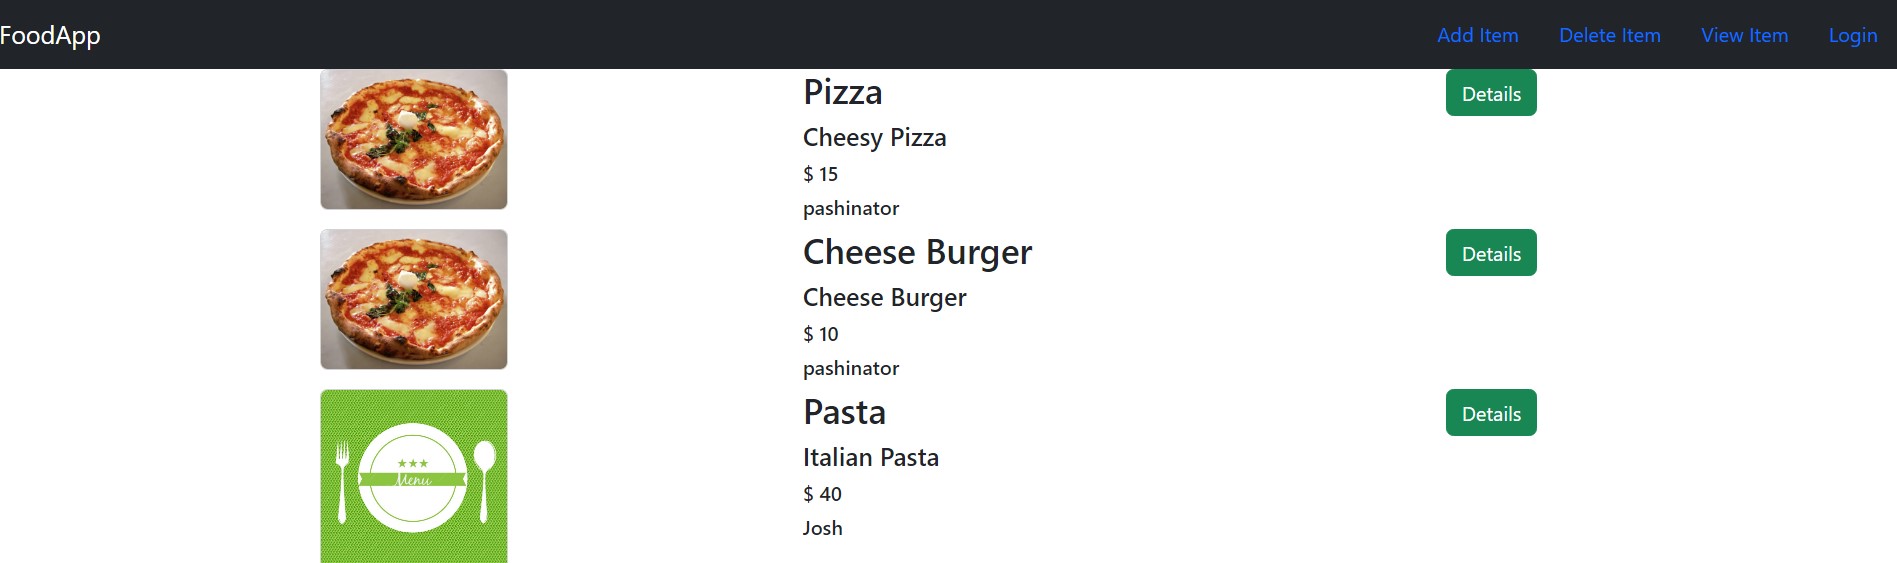 FoodApp
Add Item Delete Item View Item Login
Pizza
Details
Cheesy Pizza
$ 15
pashinator
Cheese Burger
Details
Cheese Burger
$ 10
pashinator
Pasta
Details
Italian Pasta
$ 40
Josh
Menu